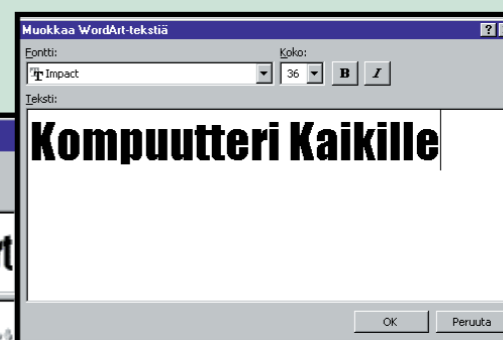 Muokkaa WordArt-tekstiä
Fontti: Koko:
Impact 36 B I
Teksti:
Kompuutteri Kaikille
OK Peruuta